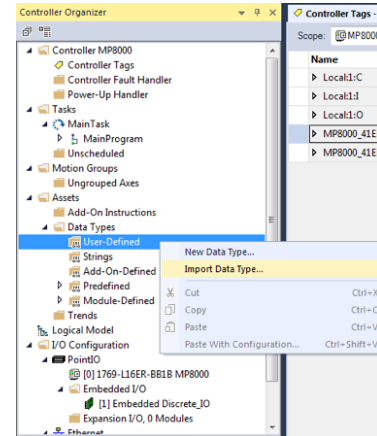 Controller Organizer
Controller Tags -
Scope: MP8000
Controller MP8000
Controller Tags
Controller Fault Handler
Power-Up Handler
Tasks
MainTask
MainProgram
Unscheduled
Motion Groups
Ungrouped Axes
Assets
Add-On Instructions
Data Types
User-Defined
Strings
Add-On-Defined
Predefined
Module-Defined
Trends
Logical Model
I/O Configuration
PointIO
[0] 1769-L16ER-BB1B MP8000
Embedded I/O
[1] Embedded Discrete_IO
Expansion I/O, 0 Modules
Ethernet
Name
Local:1:C
Local:1:I
Local:1:O
MP8000_41E
MP8000_41E
New Data Type...
Import Data Type...
Cut Ctrl+X
Copy Ctrl+C
Paste Ctrl+V
Paste With Configuration... Ctrl+Shift+V